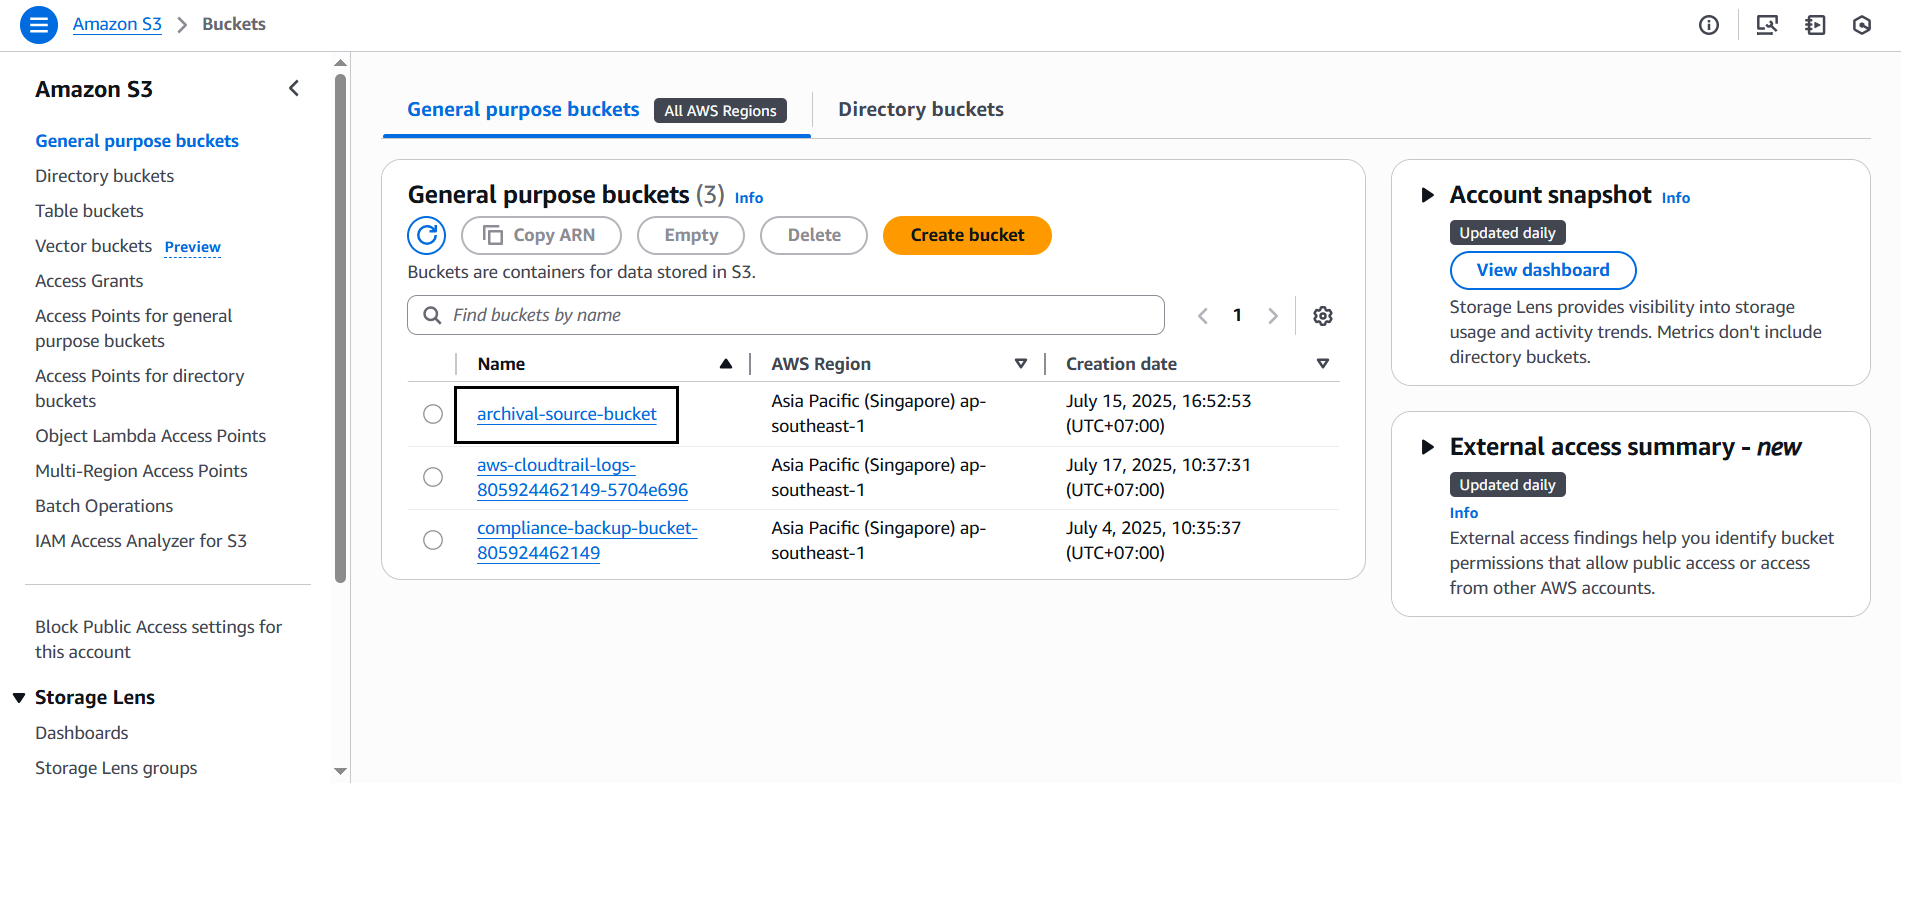 Amazon S3 > Buckets
Amazon S3
General purpose buckets
Directory buckets
Table buckets
Vector buckets Preview
Access Grants
Access Points for general
purpose buckets
Access Points for directory
buckets
Object Lambda Access Points
Multi-Region Access Points
Batch Operations
IAM Access Analyzer for S3
Block Public Access settings for
this account
Storage Lens
Dashboards
Storage Lens groups
General purpose buckets All AWS Regions
Directory buckets
General purpose buckets (3) Info
Copy ARN
Empty
Delete
Create bucket
Buckets are containers for data stored in S3.
Find buckets by name
1
Name AWS Region Creation date
archival-source-bucket
Asia Pacific (Singapore) ap-
southeast-1
July 15, 2025, 16:52:53
(UTC+07:00)
aws-cloudtrail-logs-
805924462149-5704e696
Asia Pacific (Singapore) ap-
southeast-1
July 17, 2025, 10:37:31
(UTC+07:00)
compliance-backup-bucket-
805924462149
Asia Pacific (Singapore) ap-
southeast-1
July 4, 2025, 10:35:37
(UTC+07:00)
Account snapshot Info
Updated daily
View dashboard
Storage Lens provides visibility into storage
usage and activity trends. Metrics don't include
directory buckets.
External access summary - new
Updated daily
Info
External access findings help you identify bucket
permissions that allow public access or access
from other AWS accounts.